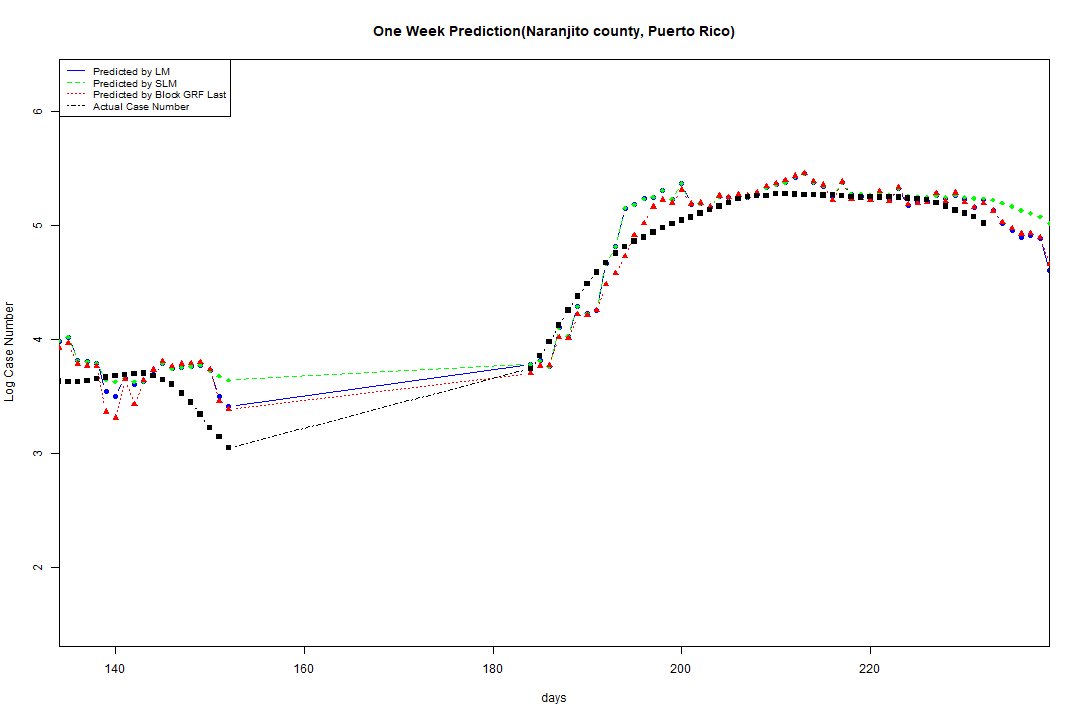 One Week Prediction(Naranjito county, Puerto Rico)
Predicted by LM
Predicted by SLM
Predicted by Block GRF Last
Actual Case Number
6
5
4
3
2
Log Case Number
140 160 180 200 220
days